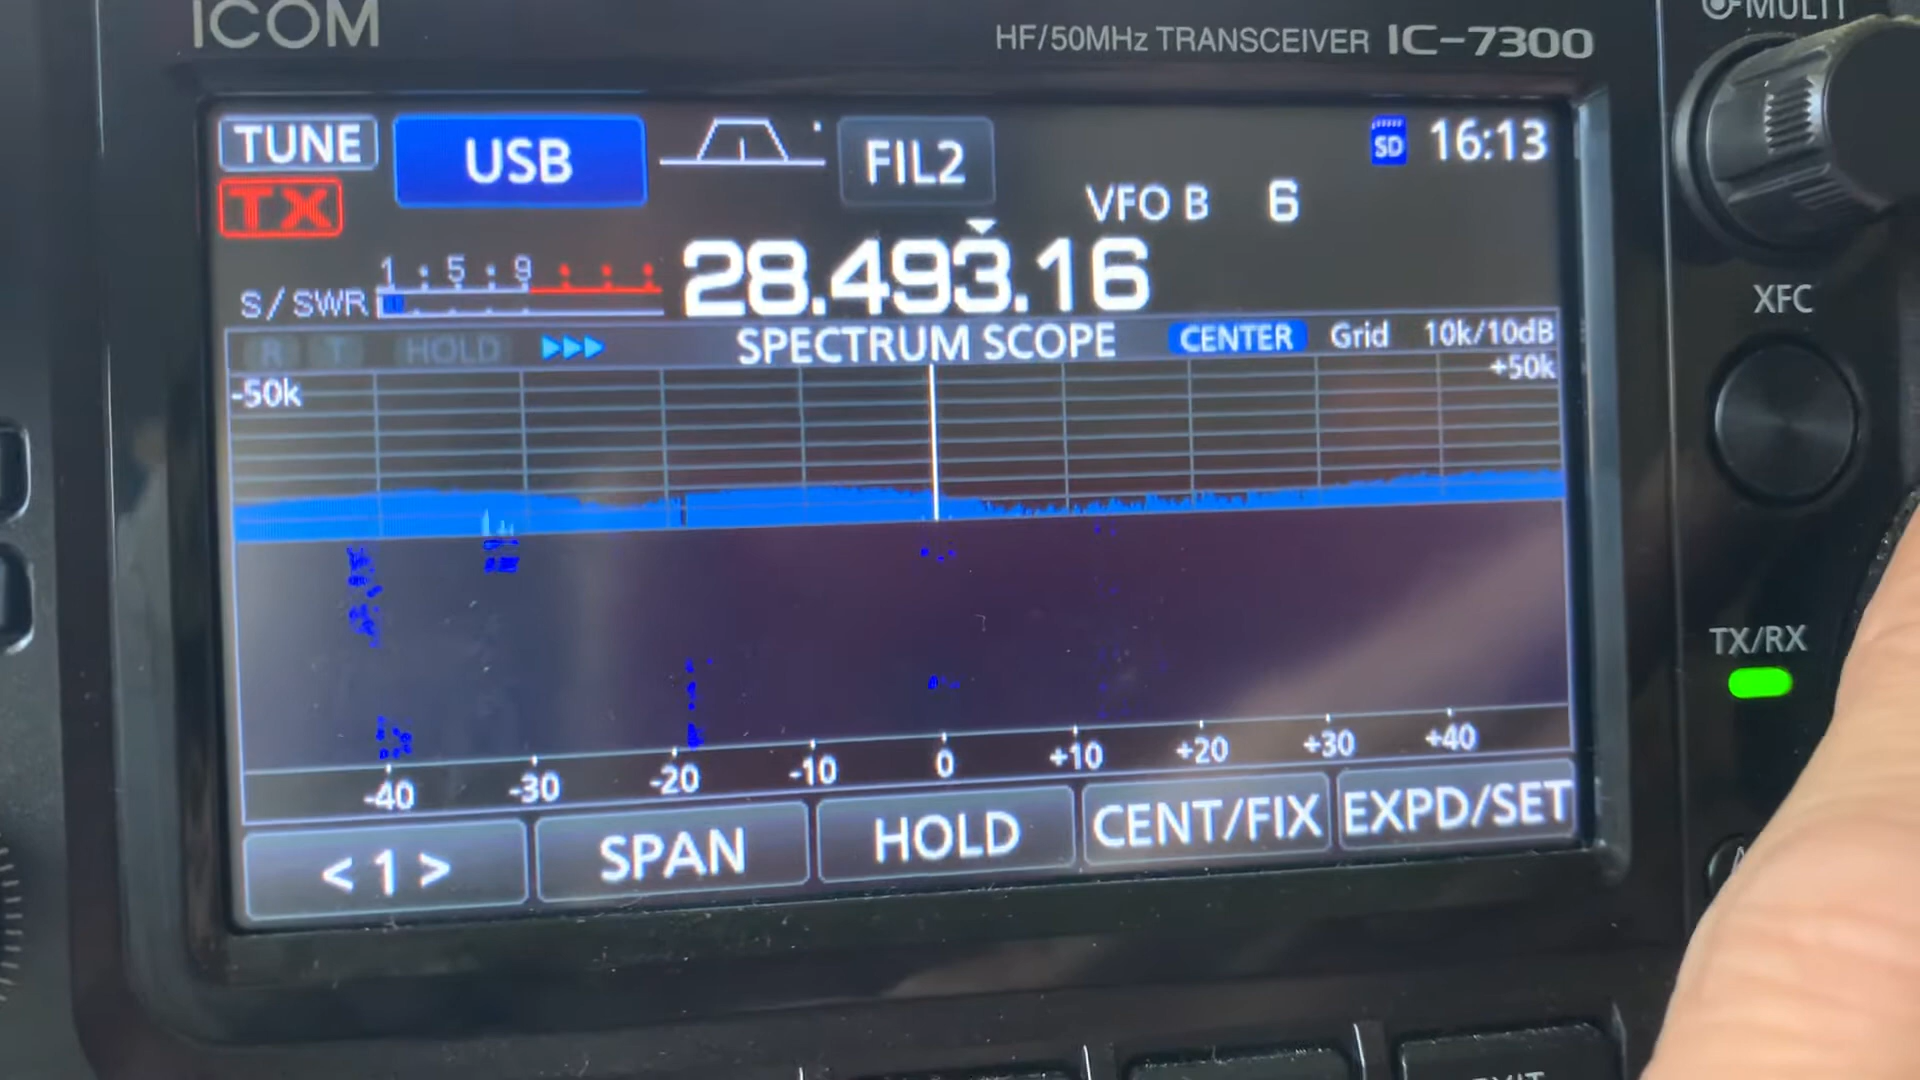 ICOM
HF/50MHz TRANSCEIVER IC-7300
MULTI
TUNE USB FIL2 SD 16:13
TX
VFO B 6
1 5 9
28.493.16
S/SWR
XFC
R T HOLD SPECTRUM SCOPE CENTER Grid 10k/10dB
-50k +50k
TX/RX
-40 -30 -20 -10 0 +10 +20 +30 +40
<1> SPAN HOLD CENT/FIX EXPD/SET